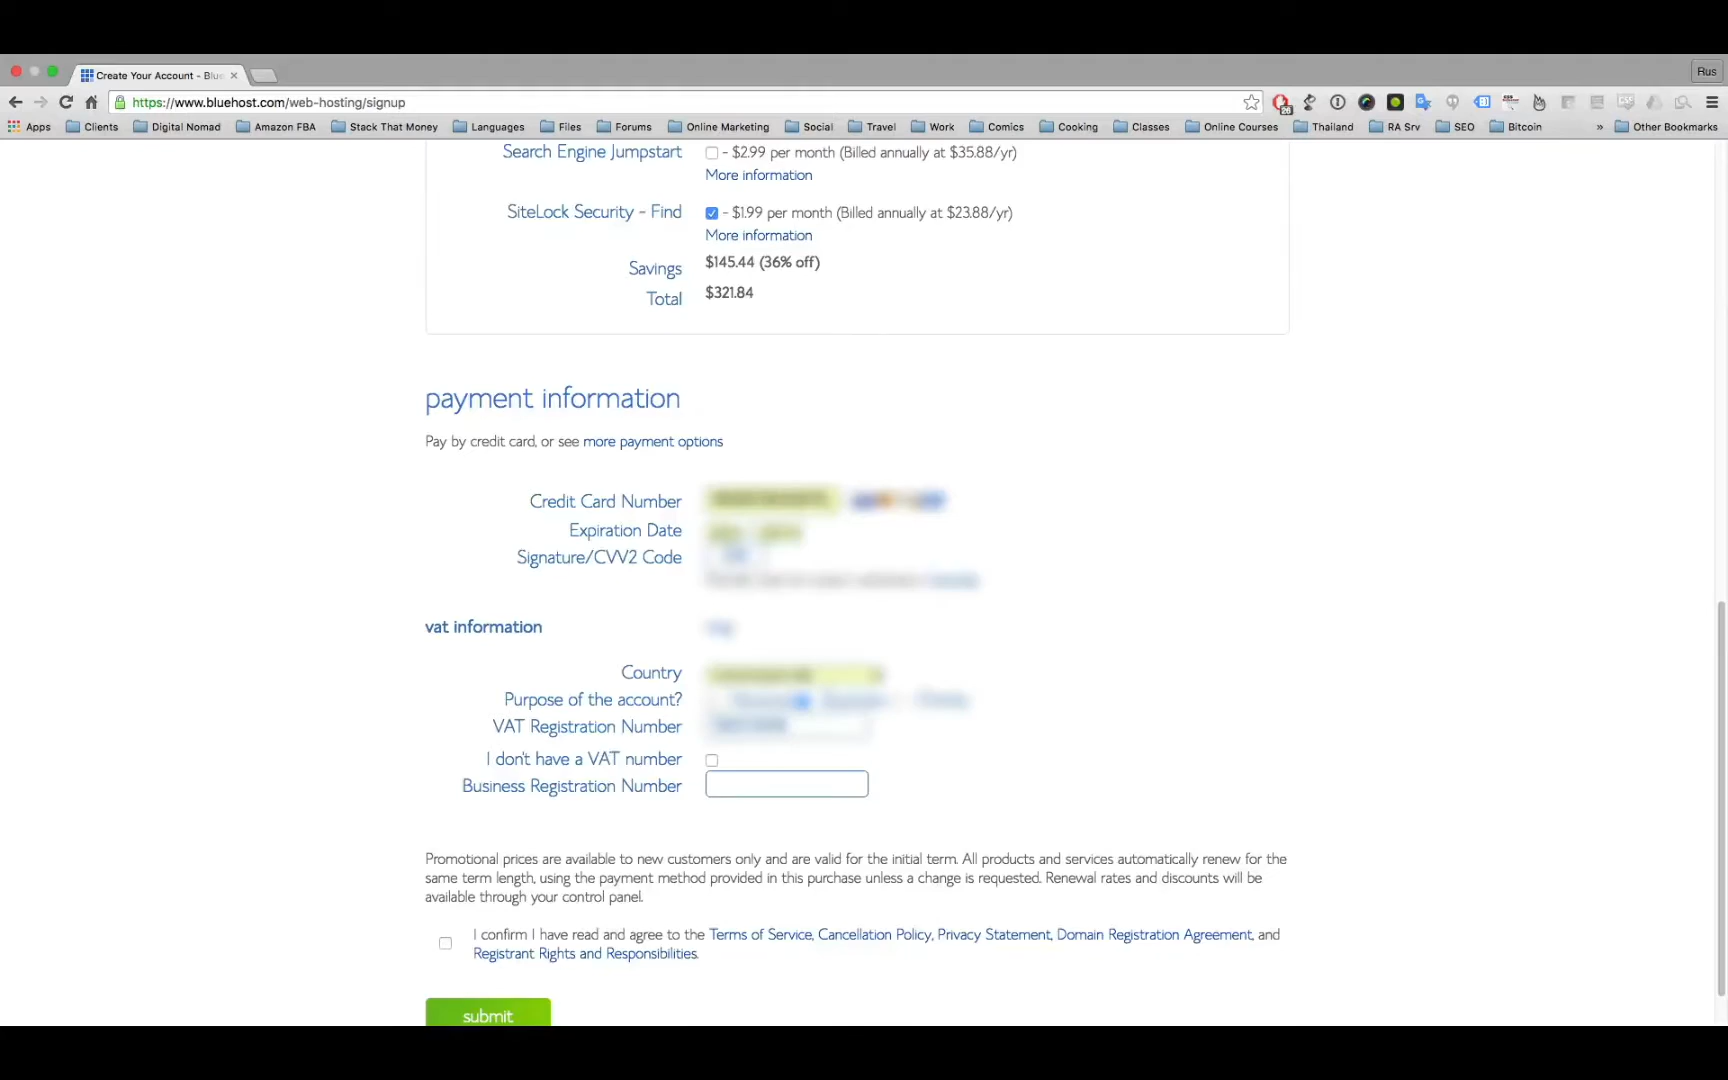 Create Your Account - Blue
Rus
https://www.bluehost.com/web-hosting/signup
Apps Clients Digital Nomad Amazon FBA Stack That Money Languages Files Forums Online Marketing Social Travel Work Comics Cooking Classes Online Courses Thailand RA Srv SEO Bitcoin » Other Bookmarks
Search Engine Jumpstart - $2.99 per month (Billed annually at $35.88/yr)
More information
SiteLock Security - Find - $1.99 per month (Billed annually at $23.88/yr)
More information
Savings $145.44 (36% off)
Total $321.84
payment information
Pay by credit card, or see more payment options
Credit Card Number
Expiration Date
Signature/CVV2 Code
vat information
Country
Purpose of the account?
VAT Registration Number
I don't have a VAT number
Business Registration Number
Promotional prices are available to new customers only and are valid for the initial term. All products and services automatically renew for the
same term length, using the payment method provided in this purchase unless a change is requested. Renewal rates and discounts will be
available through your control panel.
I confirm I have read and agree to the Terms of Service, Cancellation Policy, Privacy Statement, Domain Registration Agreement, and
Registrant Rights and Responsibilities.
submit